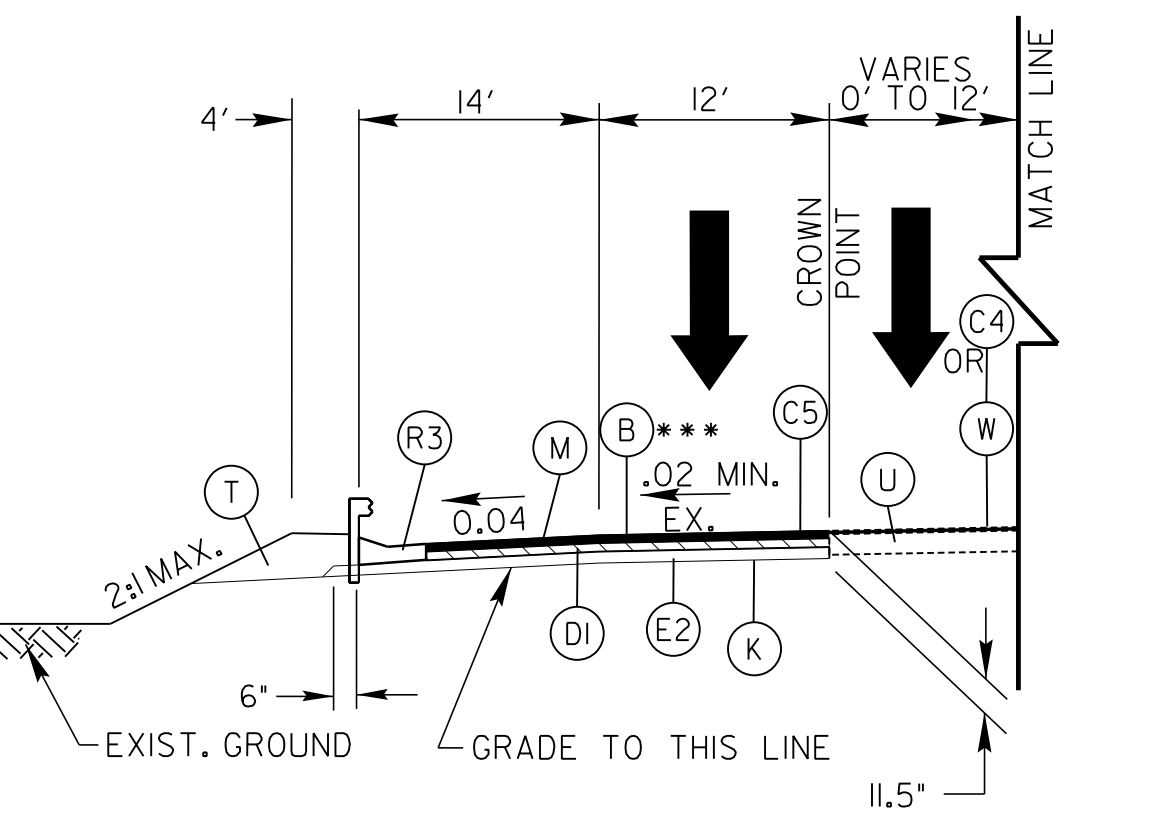 VARIES
4' 14' 12' 0' TO 12'
MATCH LINE
CROWN
POINT
C4
OR
C5
R3 M B *** W
.02 MIN.
T U
0.04 EX.
2:1 MAX.
D1 E2 K
6"
EXIST. GROUND GRADE TO THIS LINE
11.5"